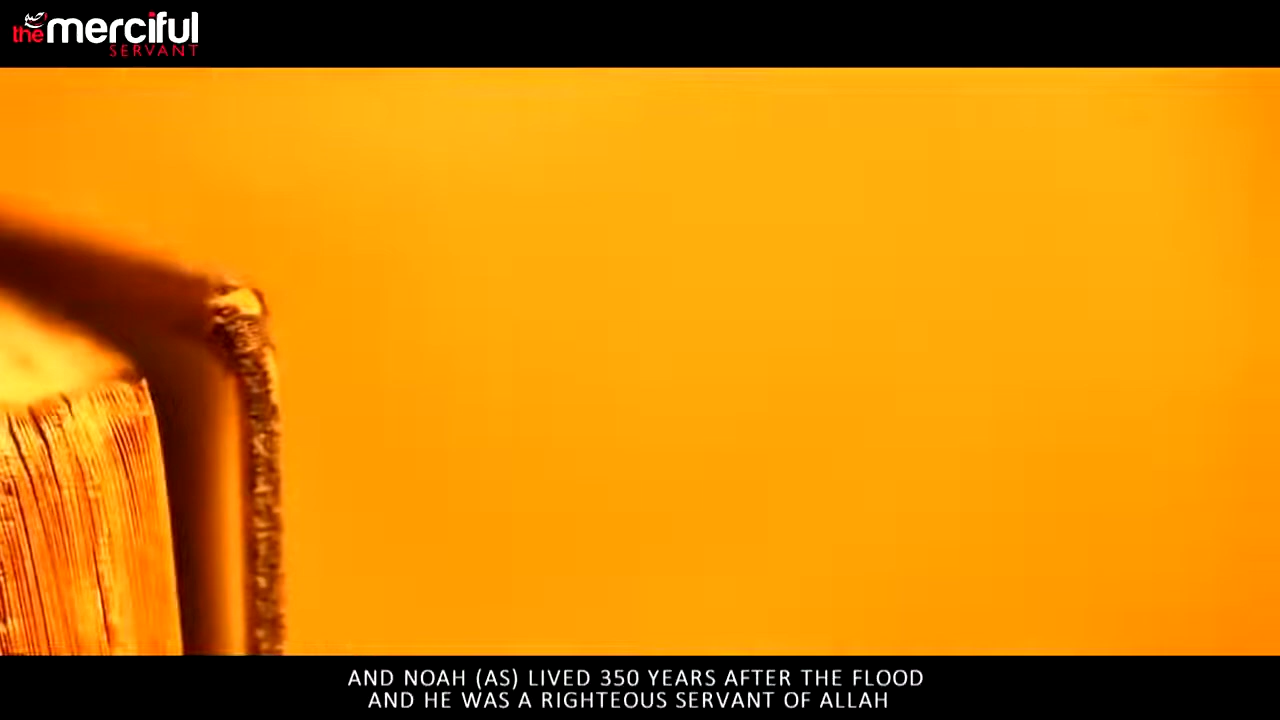 the merciful
SERVANT
AND NOAH (AS) LIVED 350 YEARS AFTER THE FLOOD
AND HE WAS A RIGHTEOUS SERVANT OF ALLAH